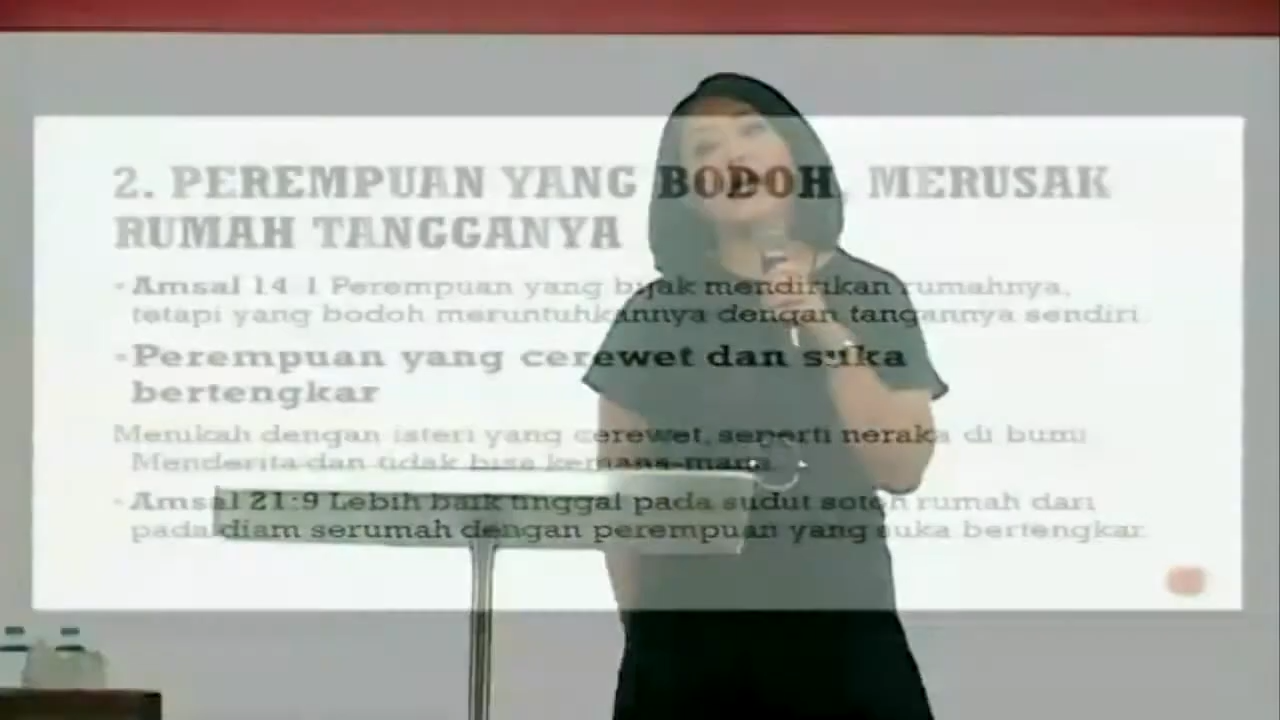 2. PEREMPUAN YANG BODOH, MERUSAK
RUMAH TANGGANYA
• Amsal 14:1 Perempuan yang bijak mendirikan rumahnya,
tetapi yang bodoh meruntuhkannya dengan tangannya sendiri.
• Perempuan yang cerewet dan suka
bertengkar
Menikah dengan isteri yang cerewet, seperti neraka di bumi.
Menderita dan tidak bisa kemana-mana.
• Amsal 21:9 Lebih baik tinggal pada sudut sotoh rumah dari
pada diam serumah dengan perempuan yang suka bertengkar.